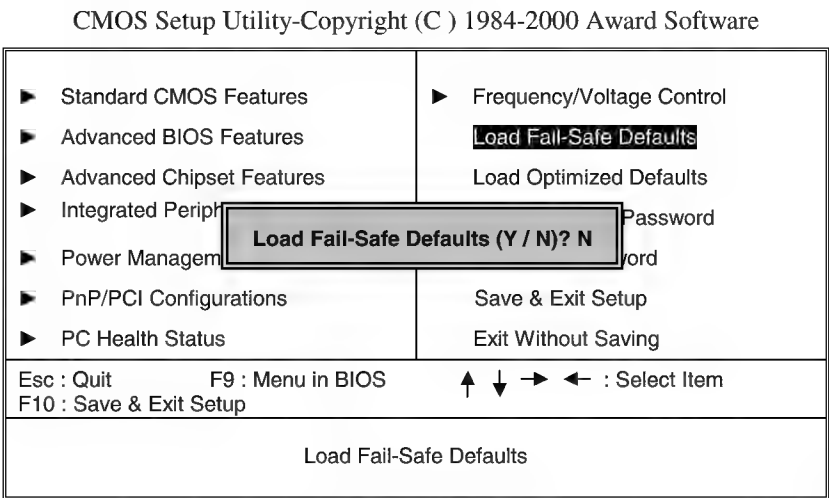 CMOS Setup Utility-Copyright (C ) 1984-2000 Award Software
► Standard CMOS Features
► Advanced BIOS Features
► Advanced Chipset Features
► Integrated Periph
► Power Managem
► PnP/PCI Configurations
► PC Health Status
► Frequency/Voltage Control
Load Fail-Safe Defaults
Load Optimized Defaults
Password
word
Save & Exit Setup
Exit Without Saving
Load Fail-Safe Defaults (Y / N)? N
Esc : Quit F9 : Menu in BIOS ↑ ↓ → ← : Select Item
F10 : Save & Exit Setup
Load Fail-Safe Defaults